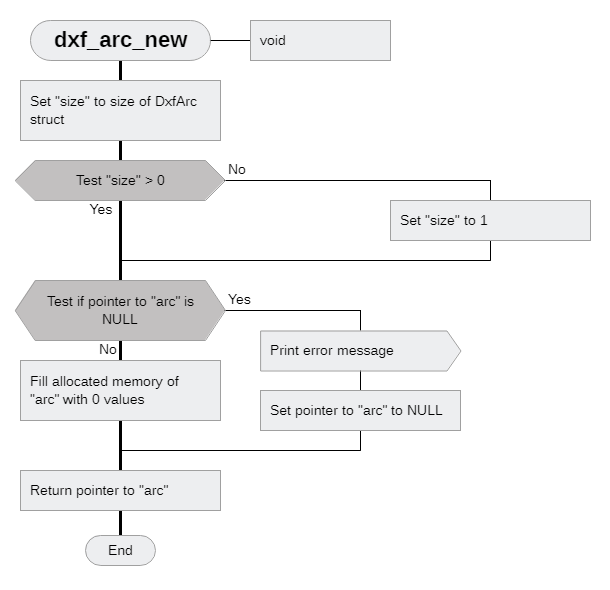 dxf_arc_new
void
Set "size" to size of DxfArc
struct
Test "size" > 0
No
Yes
Set "size" to 1
Test if pointer to "arc" is
NULL
Yes
No
Print error message
Fill allocated memory of
"arc" with 0 values
Set pointer to "arc" to NULL
Return pointer to "arc"
End